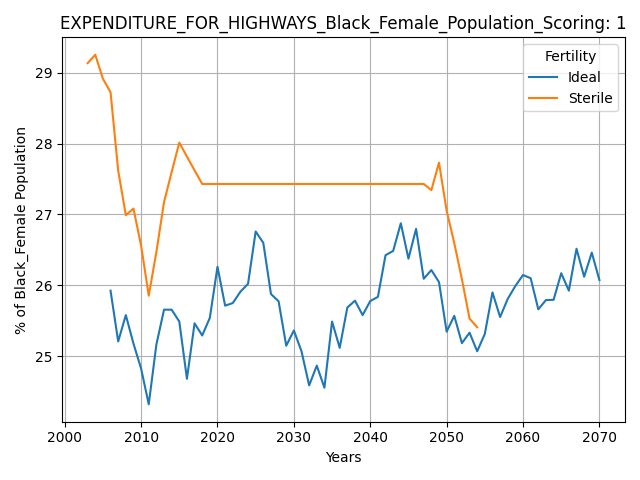 EXPENDITURE_FOR_HIGHWAYS_Black_Female_Population_Scoring: 1
Fertility
Ideal
Sterile
% of Black_Female Population
29
28
27
26
25
2000 2010 2020 2030 2040 2050 2060 2070
Years